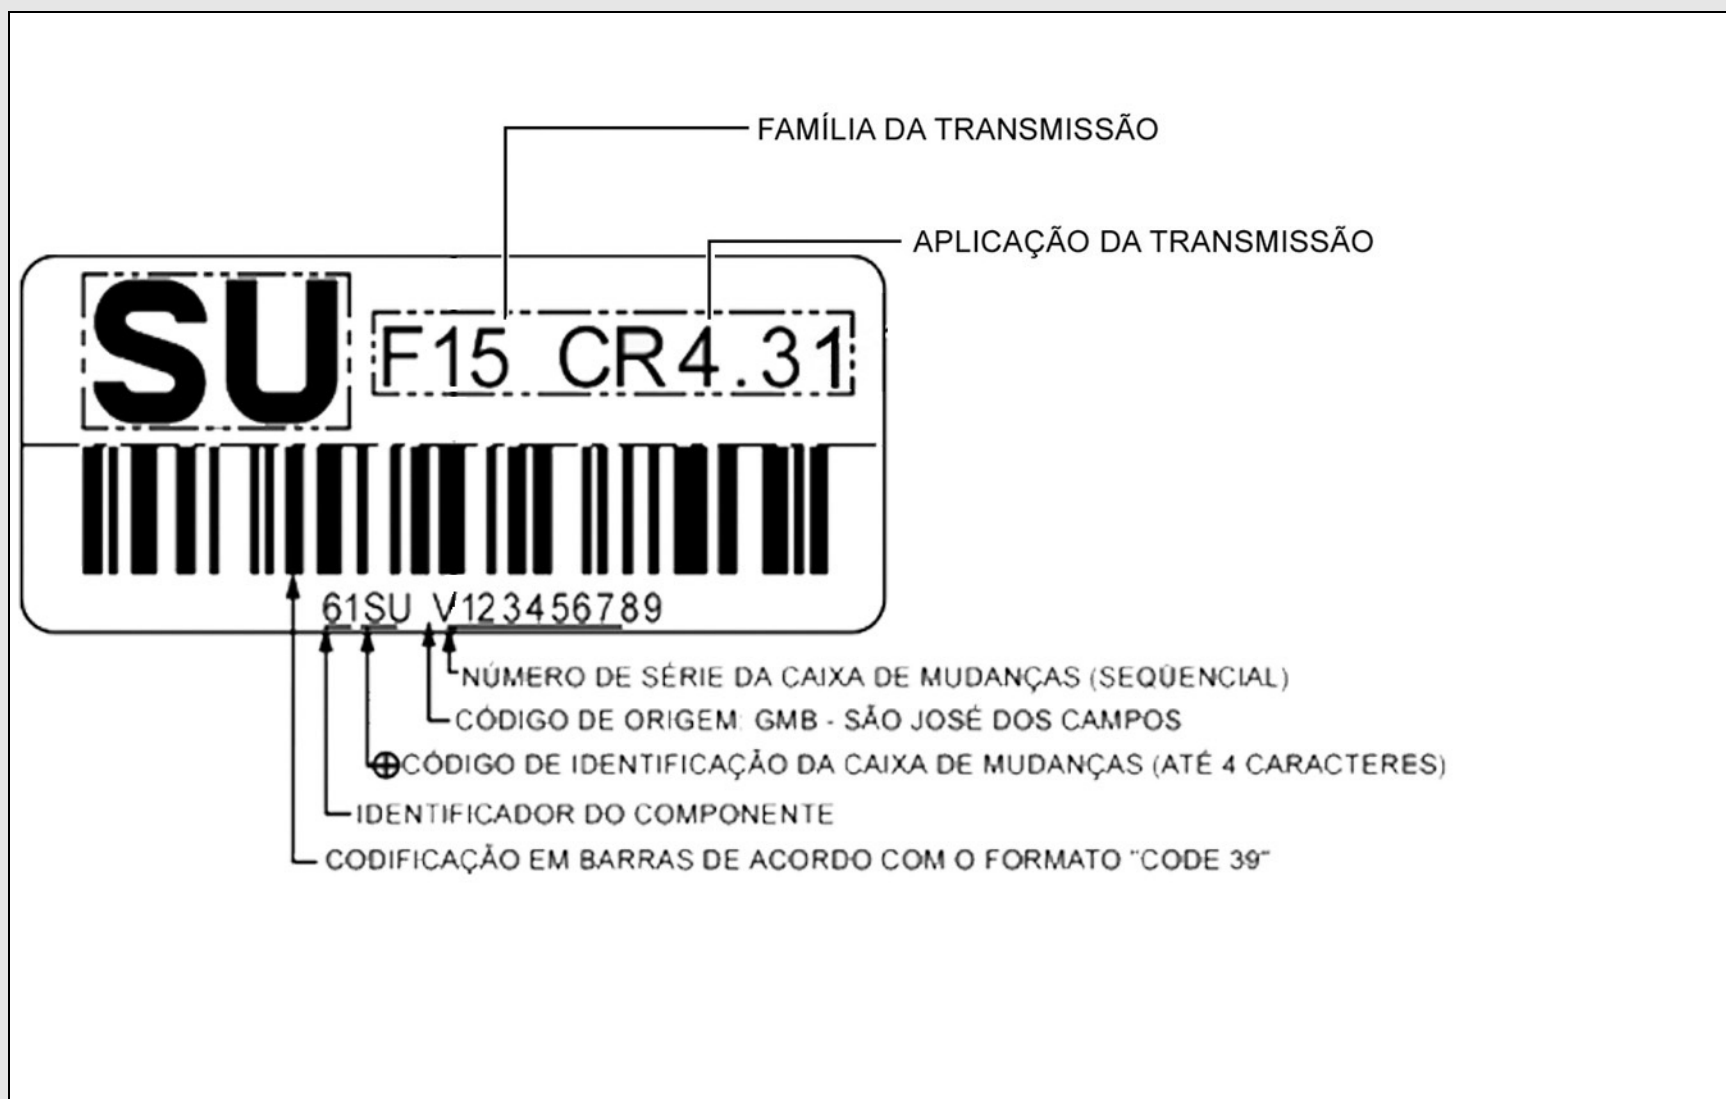 FAMÍLIA DA TRANSMISSÃO
APLICAÇÃO DA TRANSMISSÃO
SU
F15 CR4.31
61SU V123456789
NÚMERO DE SÉRIE DA CAIXA DE MUDANÇAS (SEQÜENCIAL)
CÓDIGO DE ORIGEM: GMB - SÃO JOSÉ DOS CAMPOS
CÓDIGO DE IDENTIFICAÇÃO DA CAIXA DE MUDANÇAS (ATÉ 4 CARACTERES)
IDENTIFICADOR DO COMPONENTE
CODIFICAÇÃO EM BARRAS DE ACORDO COM O FORMATO "CODE 39"